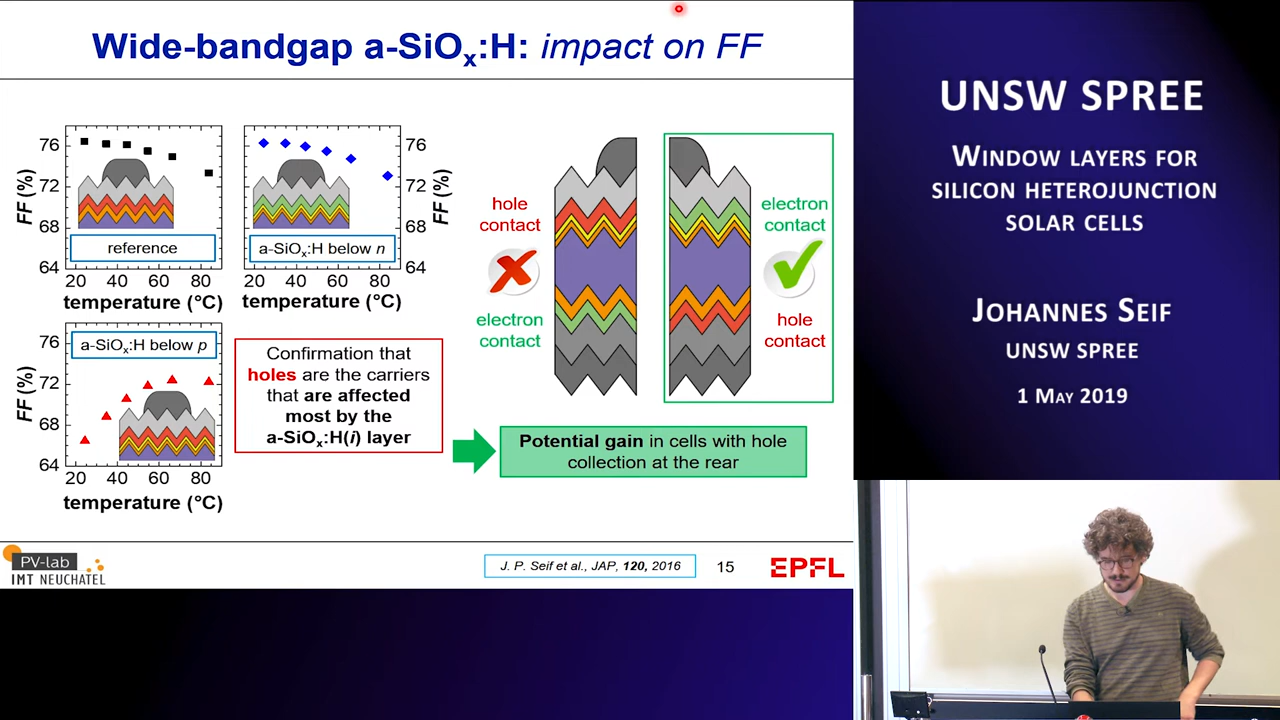 Wide-bandgap a-SiOx:H: impact on FF
76
72
68
64
FF (%)
reference
20 40 60 80
temperature (°C)
76
72
68
64
FF (%)
a-SiOx:H below n
20 40 60 80
temperature (°C)
76
72
68
64
FF (%)
a-SiOx:H below p
20 40 60 80
temperature (°C)
Confirmation that
holes are the carriers
that are affected
most by the
a-SiOx:H(i) layer
hole
contact
electron
contact
electron
contact
hole
contact
Potential gain in cells with hole
collection at the rear
PV-lab
IMT NEUCHATEL
J. P. Seif et al., JAP, 120, 2016
15
EPFL
UNSW SPREE
WINDOW LAYERS FOR
SILICON HETEROJUNCTION
SOLAR CELLS
JOHANNES SEIF
UNSW SPREE
1 MAY 2019